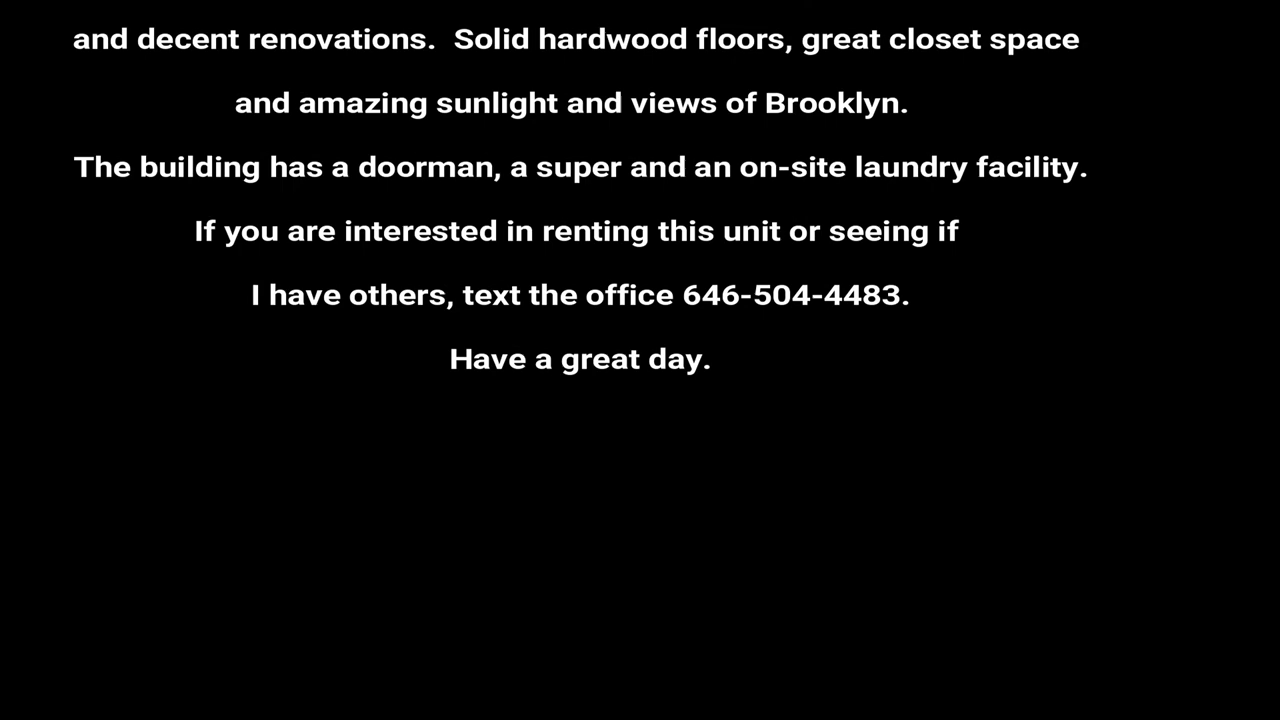 and decent renovations.  Solid hardwood floors, great closet space
and amazing sunlight and views of Brooklyn.
The building has a doorman, a super and an on-site laundry facility.
If you are interested in renting this unit or seeing if
I have others, text the office 646-504-4483.
Have a great day.